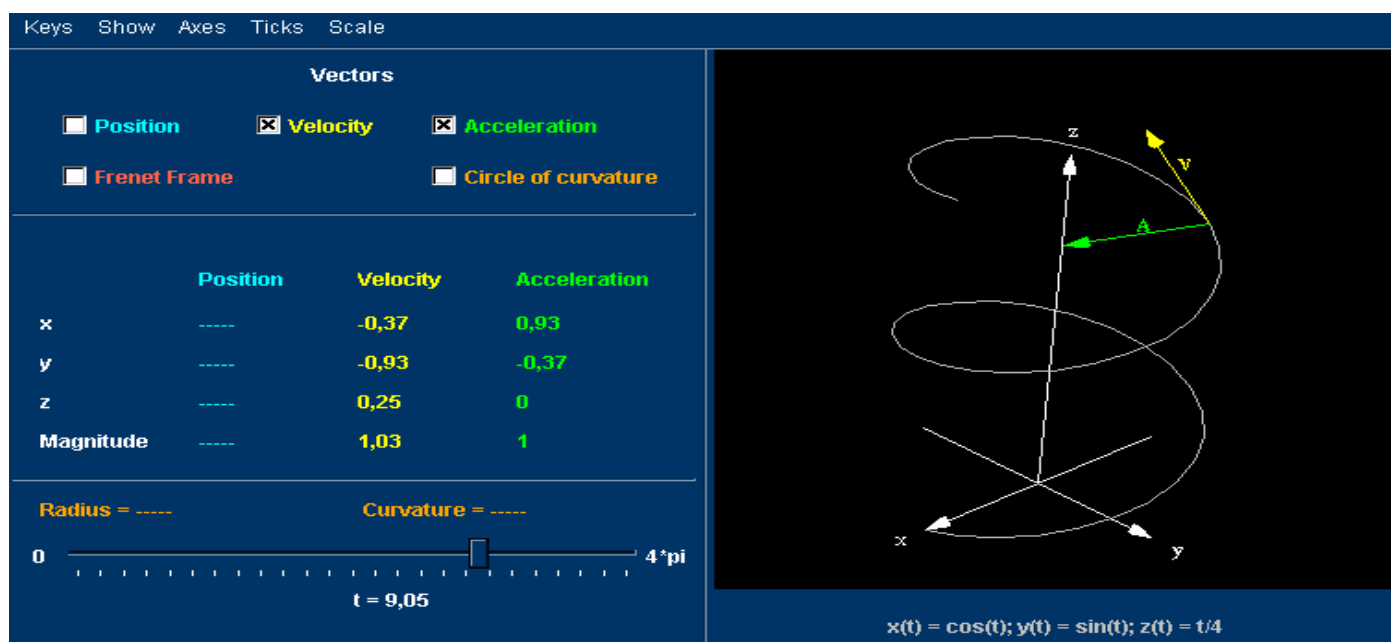 Keys Show Axes Ticks Scale
Vectors
Position Velocity Acceleration
Frenet Frame Circle of curvature
Position Velocity Acceleration
x ----- -0,37 0,93
y ----- -0,93 -0,37
z ----- 0,25 0
Magnitude ----- 1,03 1
Radius = ----- Curvature = -----
0 4*pi
t = 9,05
z
V
A
x
y
x(t) = cos(t); y(t) = sin(t); z(t) = t/4